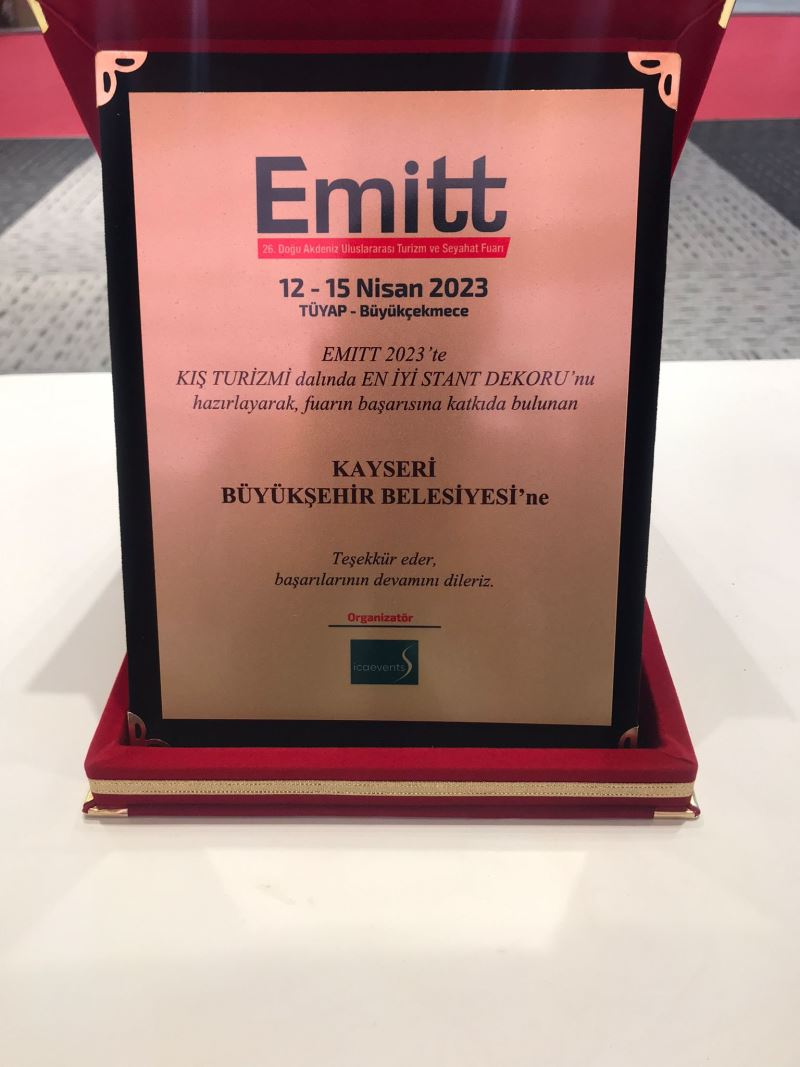 Emitt
26. Doğu Akdeniz Uluslararası Turizm ve Seyahat Fuarı
12 - 15 Nisan 2023
TÜYAP - Büyükçekmece
EMITT 2023’te
KIŞ TURİZMİ dalında EN İYİ STANT DEKORU’nu
hazırlayarak, fuarın başarısına katkıda bulunan
KAYSERİ
BÜYÜKŞEHİR BELESİYESİ’ne
Teşekkür eder,
başarılarının devamını dileriz.
Organizatör
icaevents